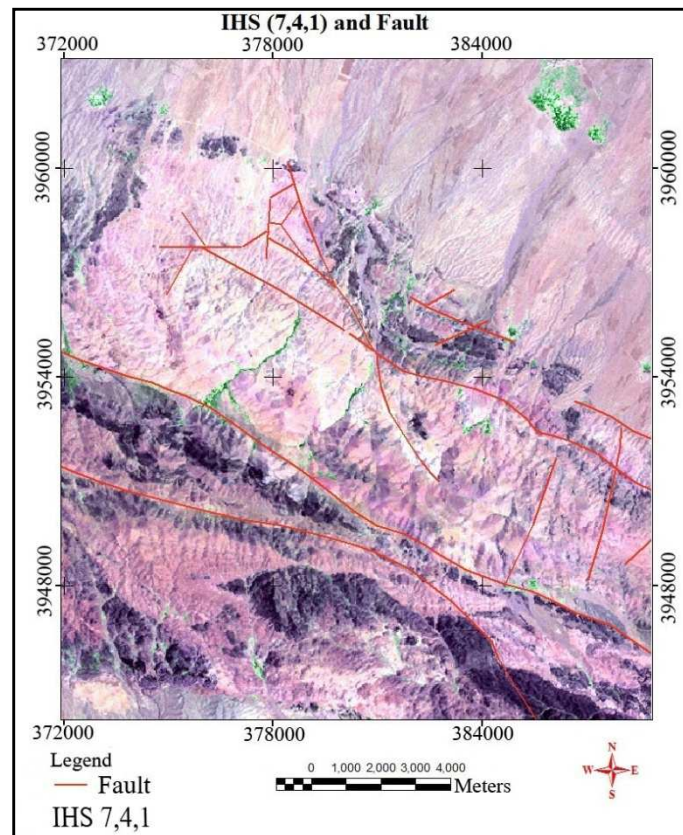 IHS (7,4,1) and Fault
372000 378000 384000
3960000 3960000
3954000 3954000
3948000 3948000
372000 378000 384000
Legend
Fault
IHS 7,4,1
0 1,000 2,000 3,000 4,000
Meters
N
W E
S